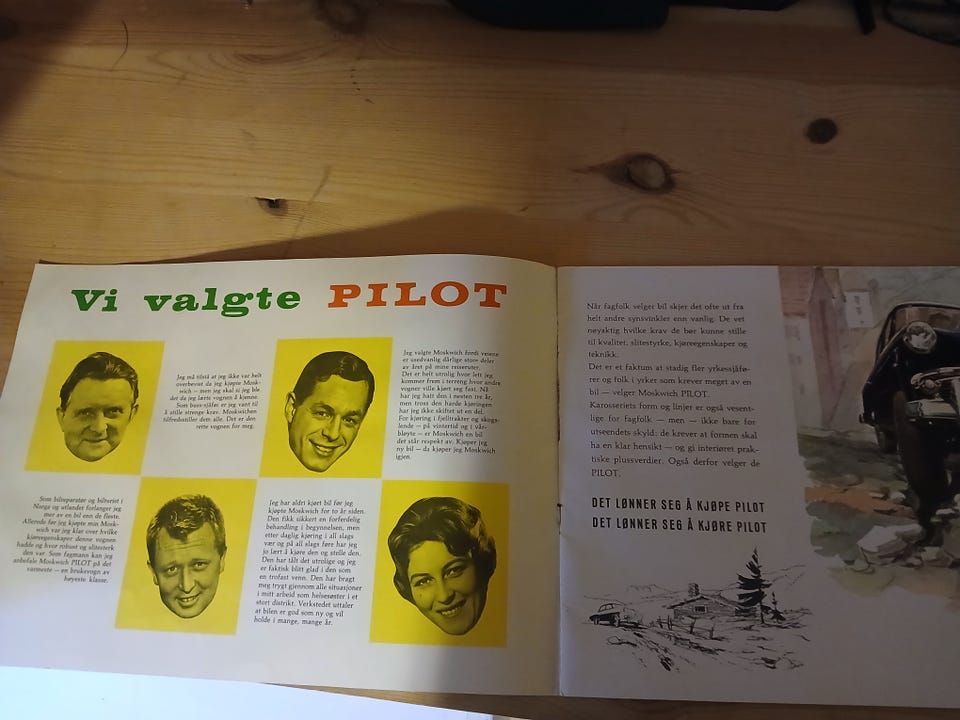 Vi valgte PILOT
Jeg må tilstå at jeg ikke var helt
overbevist da jeg kjøpte Mosk-
wich — men jeg skal si jeg ble
det da jeg lærte vognen å kjenne.
Som buss-sjåfør er jeg vant til
å stille strenge krav. Moskwichen
tilfredsstiller dem alle. Det er den
rette vognen for meg.
Jeg valgte Moskwich fordi veiene
er usedvanlig dårlige store deler
av året på mine reiseruter.
Det er helt utrolig hvor lett jeg
kommer frem i terreng hvor andre
vogner ville kjørt seg fast. Nå
har jeg hatt den i nesten tre år,
men tross den harde kjøringen
har jeg ikke skiftet ut en del.
For kjøring i fjelltrakter og skogs-
lende — på vintertid og i vår-
bløyte — er Moskwich en bil
det står respekt av. Kjøper jeg
ny bil — da kjøper jeg Moskwich
igjen.
Som bilreparatør og bilturist i
Norge og utlandet forlanger jeg
mer av en bil enn de fleste.
Allerede før jeg kjøpte min Mosk-
wich var jeg klar over hvilke
kjøreegenskaper denne vognen
hadde og hvor robust og slitesterk
den var. Som fagmann kan jeg
anbefale Moskwich PILOT på det
varmeste — en bruksvogn av
høyeste klasse.
Jeg har aldri kjørt bil før jeg
kjøpte Moskwich for to år siden.
Den fikk sikkert en forferdelig
behandling i begynnelsen, men
etter daglig kjøring i all slags
vær og på all slags føre har jeg
jo lært å kjøre den og stelle den.
Den har tålt det utrolige og jeg
er faktisk blitt glad i den som
en trofast venn. Den har bragt
meg trygt gjennom alle situasjoner
i mitt arbeid som helsesøster i et
stort distrikt. Verkstedet uttaler
at bilen er god som ny og vil
holde i mange, mange år.
Når fagfolk velger bil skjer det ofte ut fra
helt andre synsvinkler enn vanlig. De vet
nøyaktig hvilke krav de bør kunne stille
til kvalitet, slitestyrke, kjøreegenskaper og
teknikk.
Det er et faktum at stadig fler yrkessjåfø-
rer og folk i yrker som krever meget av en
bil — velger Moskwich PILOT.
Karosseriets form og linjer er også vesent-
lige for fagfolk — men — ikke bare for
utseendets skyld: de krever at formen skal
ha en klar hensikt — og gi interiøret prak-
tiske plussverdier. Også derfor velger de
PILOT.
DET LØNNER SEG Å KJØPE PILOT
DET LØNNER SEG Å KJØRE PILOT